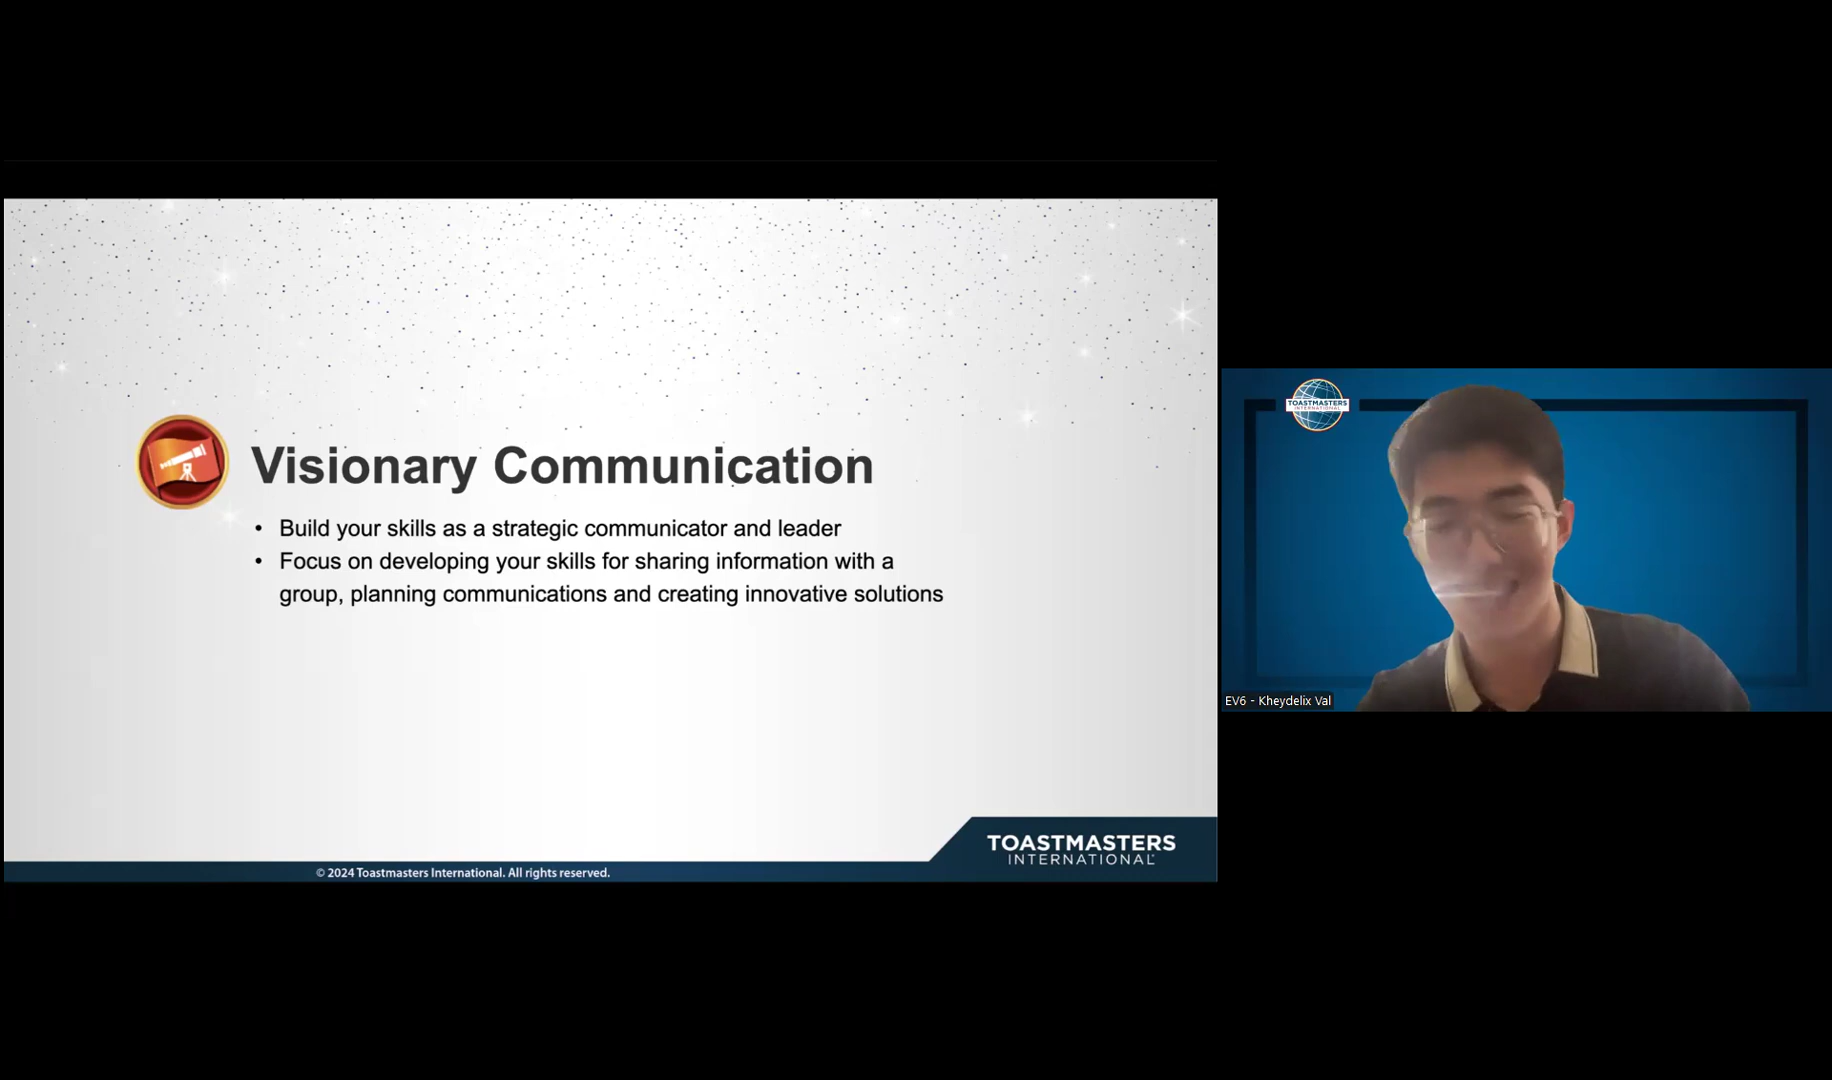 Visionary Communication
• Build your skills as a strategic communicator and leader
• Focus on developing your skills for sharing information with a
group, planning communications and creating innovative solutions
TOASTMASTERS
INTERNATIONAL
© 2024 Toastmasters International. All rights reserved.
TOASTMASTERS
INTERNATIONAL
EV6 - Kheydelix Val